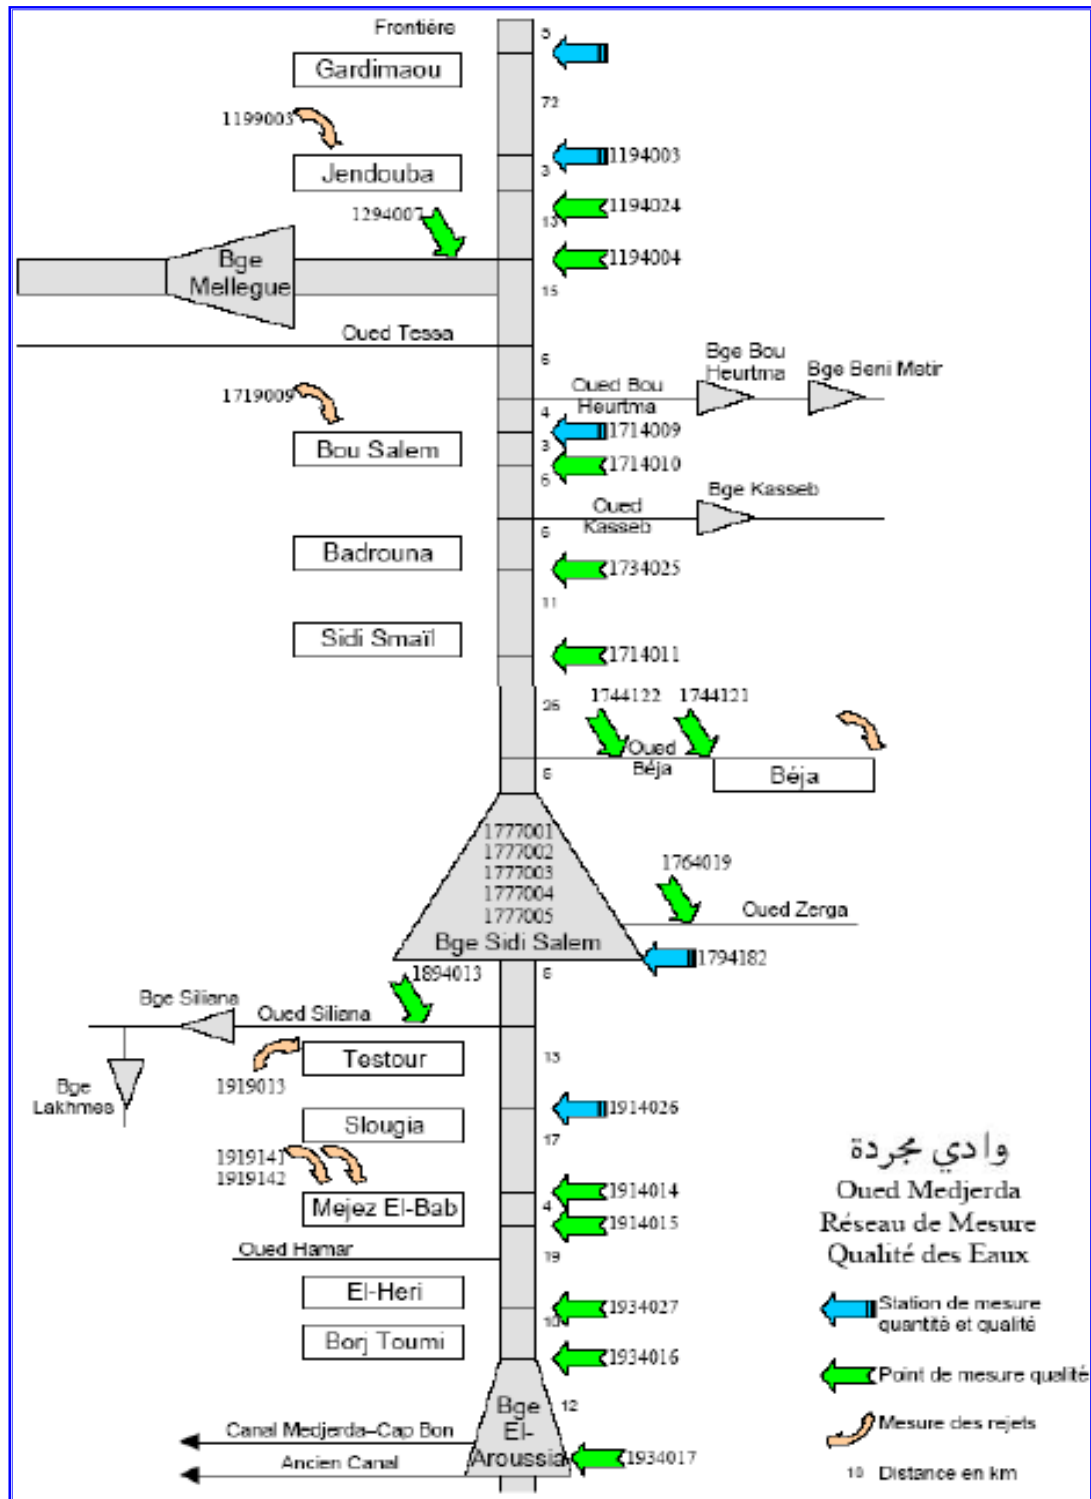 Frontière
5
Gardimaou
72
1199003
1194003
Jendouba
3
1194024
1294007
13
1194004
Bge
Mellegue
15
Oued Tessa
6
Bge Bou
Heurtma
Bge Beni Metir
Oued Bou
Heurtma
1719009
4
1714009
Bou Salem
3
1714010
6
Bge Kasseb
Oued
Kasseb
6
Badrouna
1734025
11
Sidi Smaïl
1714011
1744122
1744121
26
Oued
Béja
Béja
6
1777001
1777002
1777003
1777004
1777005
Bge Sidi Salem
1764019
Oued Zerga
1794182
1894013
6
Bge Siliana
Oued Siliana
Testour
13
1919013
Bge
Lakhmes
1914026
Slougia
17
1919141
1919142
1914014
Mejez El-Bab
4
1914015
Oued Hamar
19
El-Heri
1934027
10
Borj Toumi
1934016
Bge
El-
Aroussia
12
Canal Medjerda–Cap Bon
Ancien Canal
1934017
وادي مجردة
Oued Medjerda
Réseau de Mesure
Qualité des Eaux
Station de mesure
quantité et qualité
Point de mesure qualité
Mesure des rejets
10 Distance en km